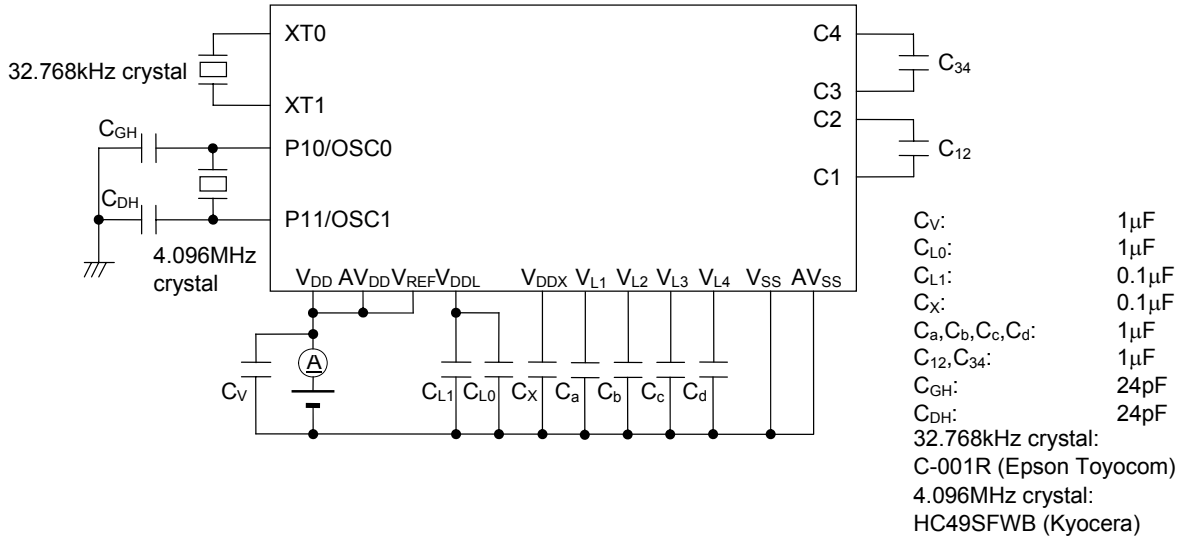 XT0
C4
32.768kHz crystal
C34
XT1
C3
C2
CGH
P10/OSC0
C12
C1
CDH
P11/OSC1
4.096MHz
crystal
VDD AVDD VREF VDDL VDDX VL1 VL2 VL3 VL4 VSS AVSS
A
CV CL1 CL0 CX Ca Cb Cc Cd
CV: 1μF
CL0: 1μF
CL1: 0.1μF
CX: 0.1μF
Ca,Cb,Cc,Cd: 1μF
C12,C34: 1μF
CGH: 24pF
CDH: 24pF
32.768kHz crystal:
C-001R (Epson Toyocom)
4.096MHz crystal:
HC49SFWB (Kyocera)